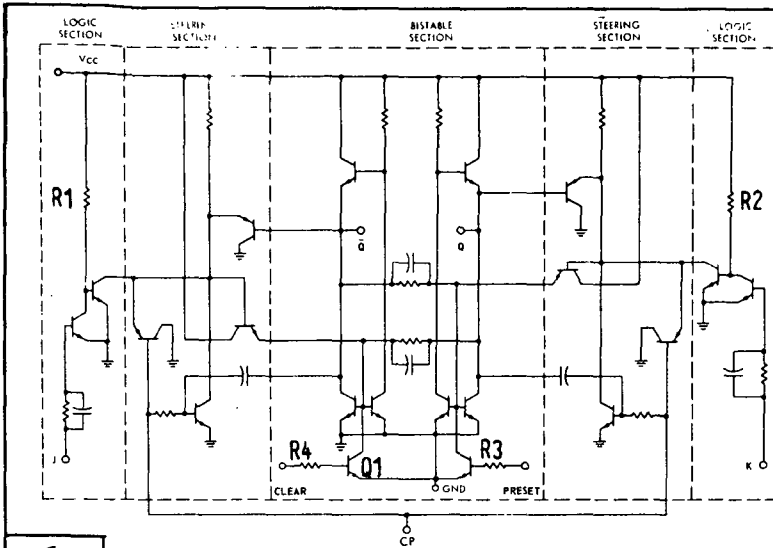 LOGIC SECTION
SECTION
BISTABLE SECTION
STEERING SECTION
LOGIC SECTION
VCC
R1
R2
Q̄
Q
R4
Q1
R3
J
K
CLEAR
GND
PRESET
CP